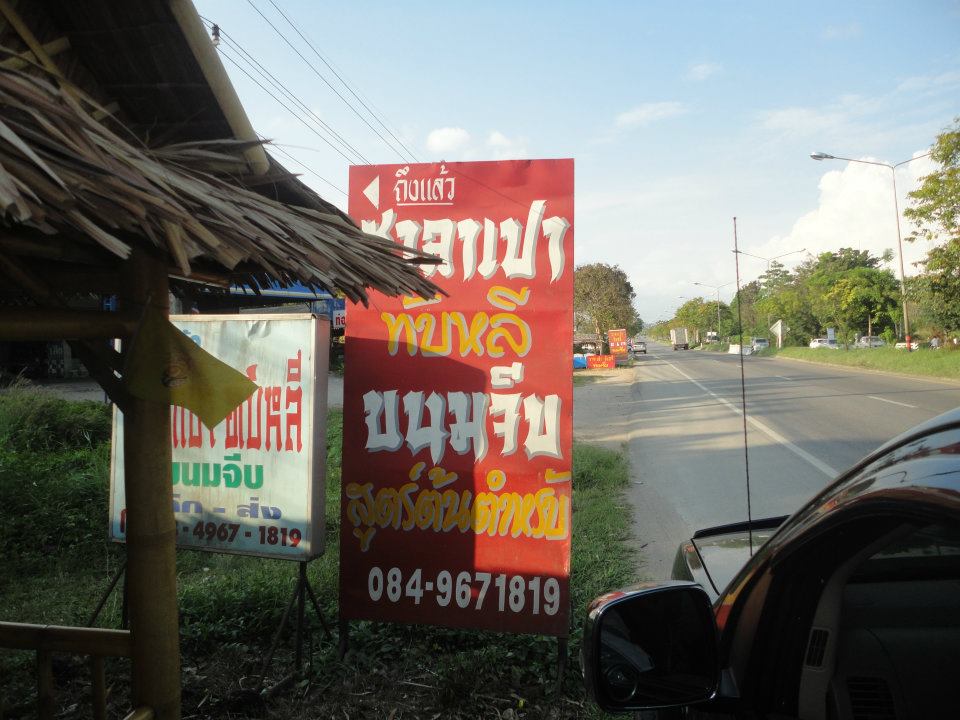 ถึงแล้ว
ซาลาเปา
ทับหลี
ขนมจีบ
สูตร์ต้นตำหรับ
084-9671819
ขนมจีบ
- ส่ง
- 4967 - 1819